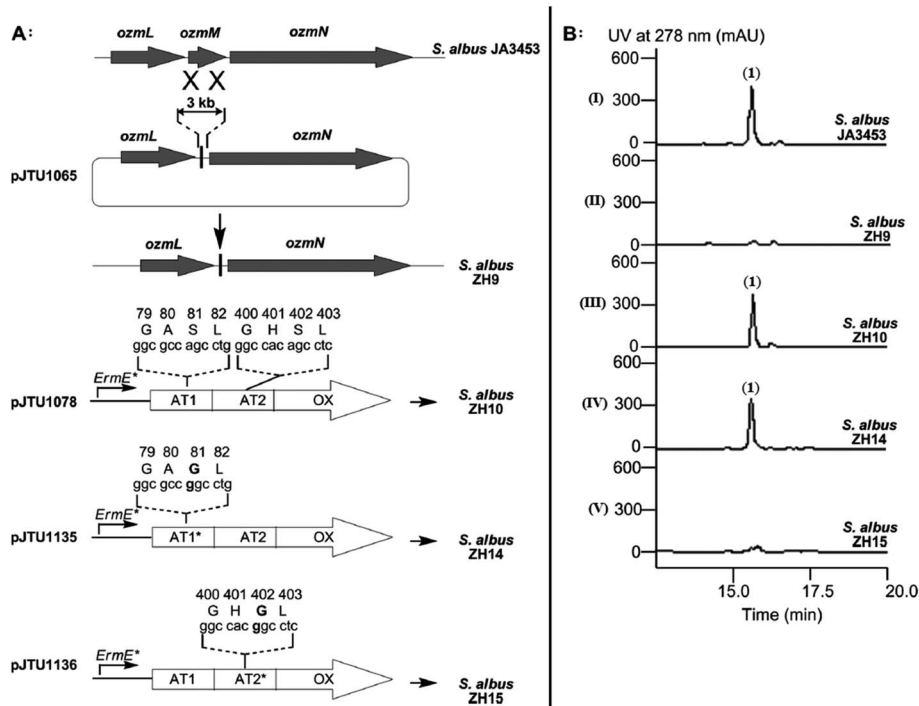 A:
ozmL ozmM ozmN
S. albus JA3453
X X
3 kb
ozmL ozmN
pJTU1065
ozmL ozmN
S. albus
ZH9
79 80 81 82 400 401 402 403
G A S L G H S L
ggc gcc agc ctg ggc cac agc ctc
ErmE*
pJTU1078
AT1 AT2 OX
S. albus
ZH10
79 80 81 82
G A G L
ggc gcc ggc ctg
ErmE*
pJTU1135
AT1* AT2 OX
S. albus
ZH14
400 401 402 403
G H G L
ggc cac ggc ctc
ErmE*
pJTU1136
AT1 AT2* OX
S. albus
ZH15
B: UV at 278 nm (mAU)
600
(1)
(I) 300
S. albus
JA3453
0
600
(II) 300
S. albus
ZH9
0
600
(1)
(III) 300
S. albus
ZH10
0
600
(1)
(IV) 300
S. albus
ZH14
0
600
(V) 300
S. albus
ZH15
0
15.0 17.5 20.0
Time (min)